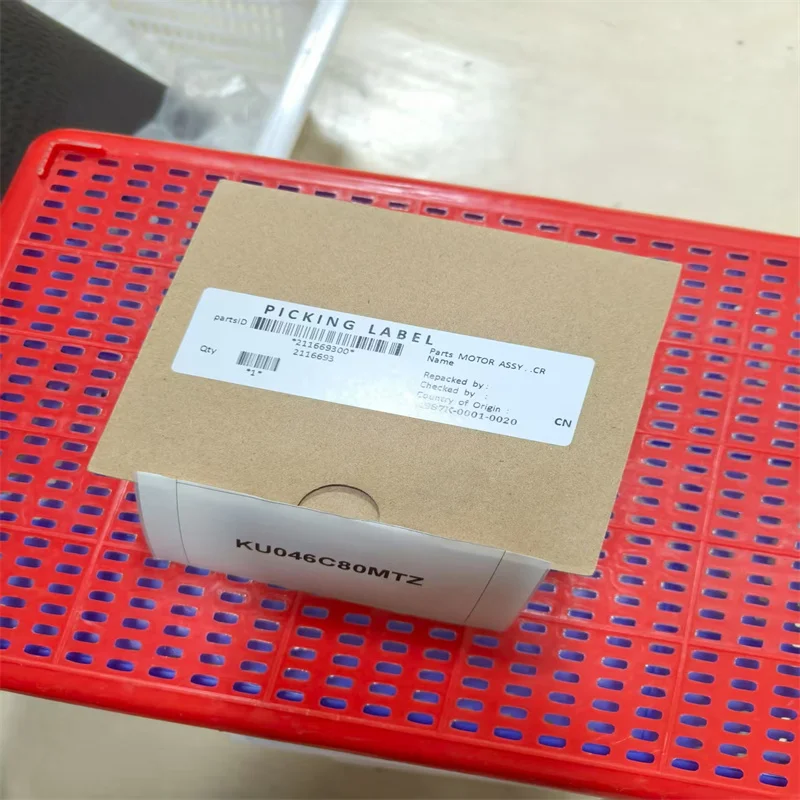 PICKING LABEL
partsID
"211669300"
2116693
Qty
"1"
Parts MOTOR ASSY.,CR
Name
Repacked by:
Checked by :
Country of Origin :
CN
KU046C80MTZ